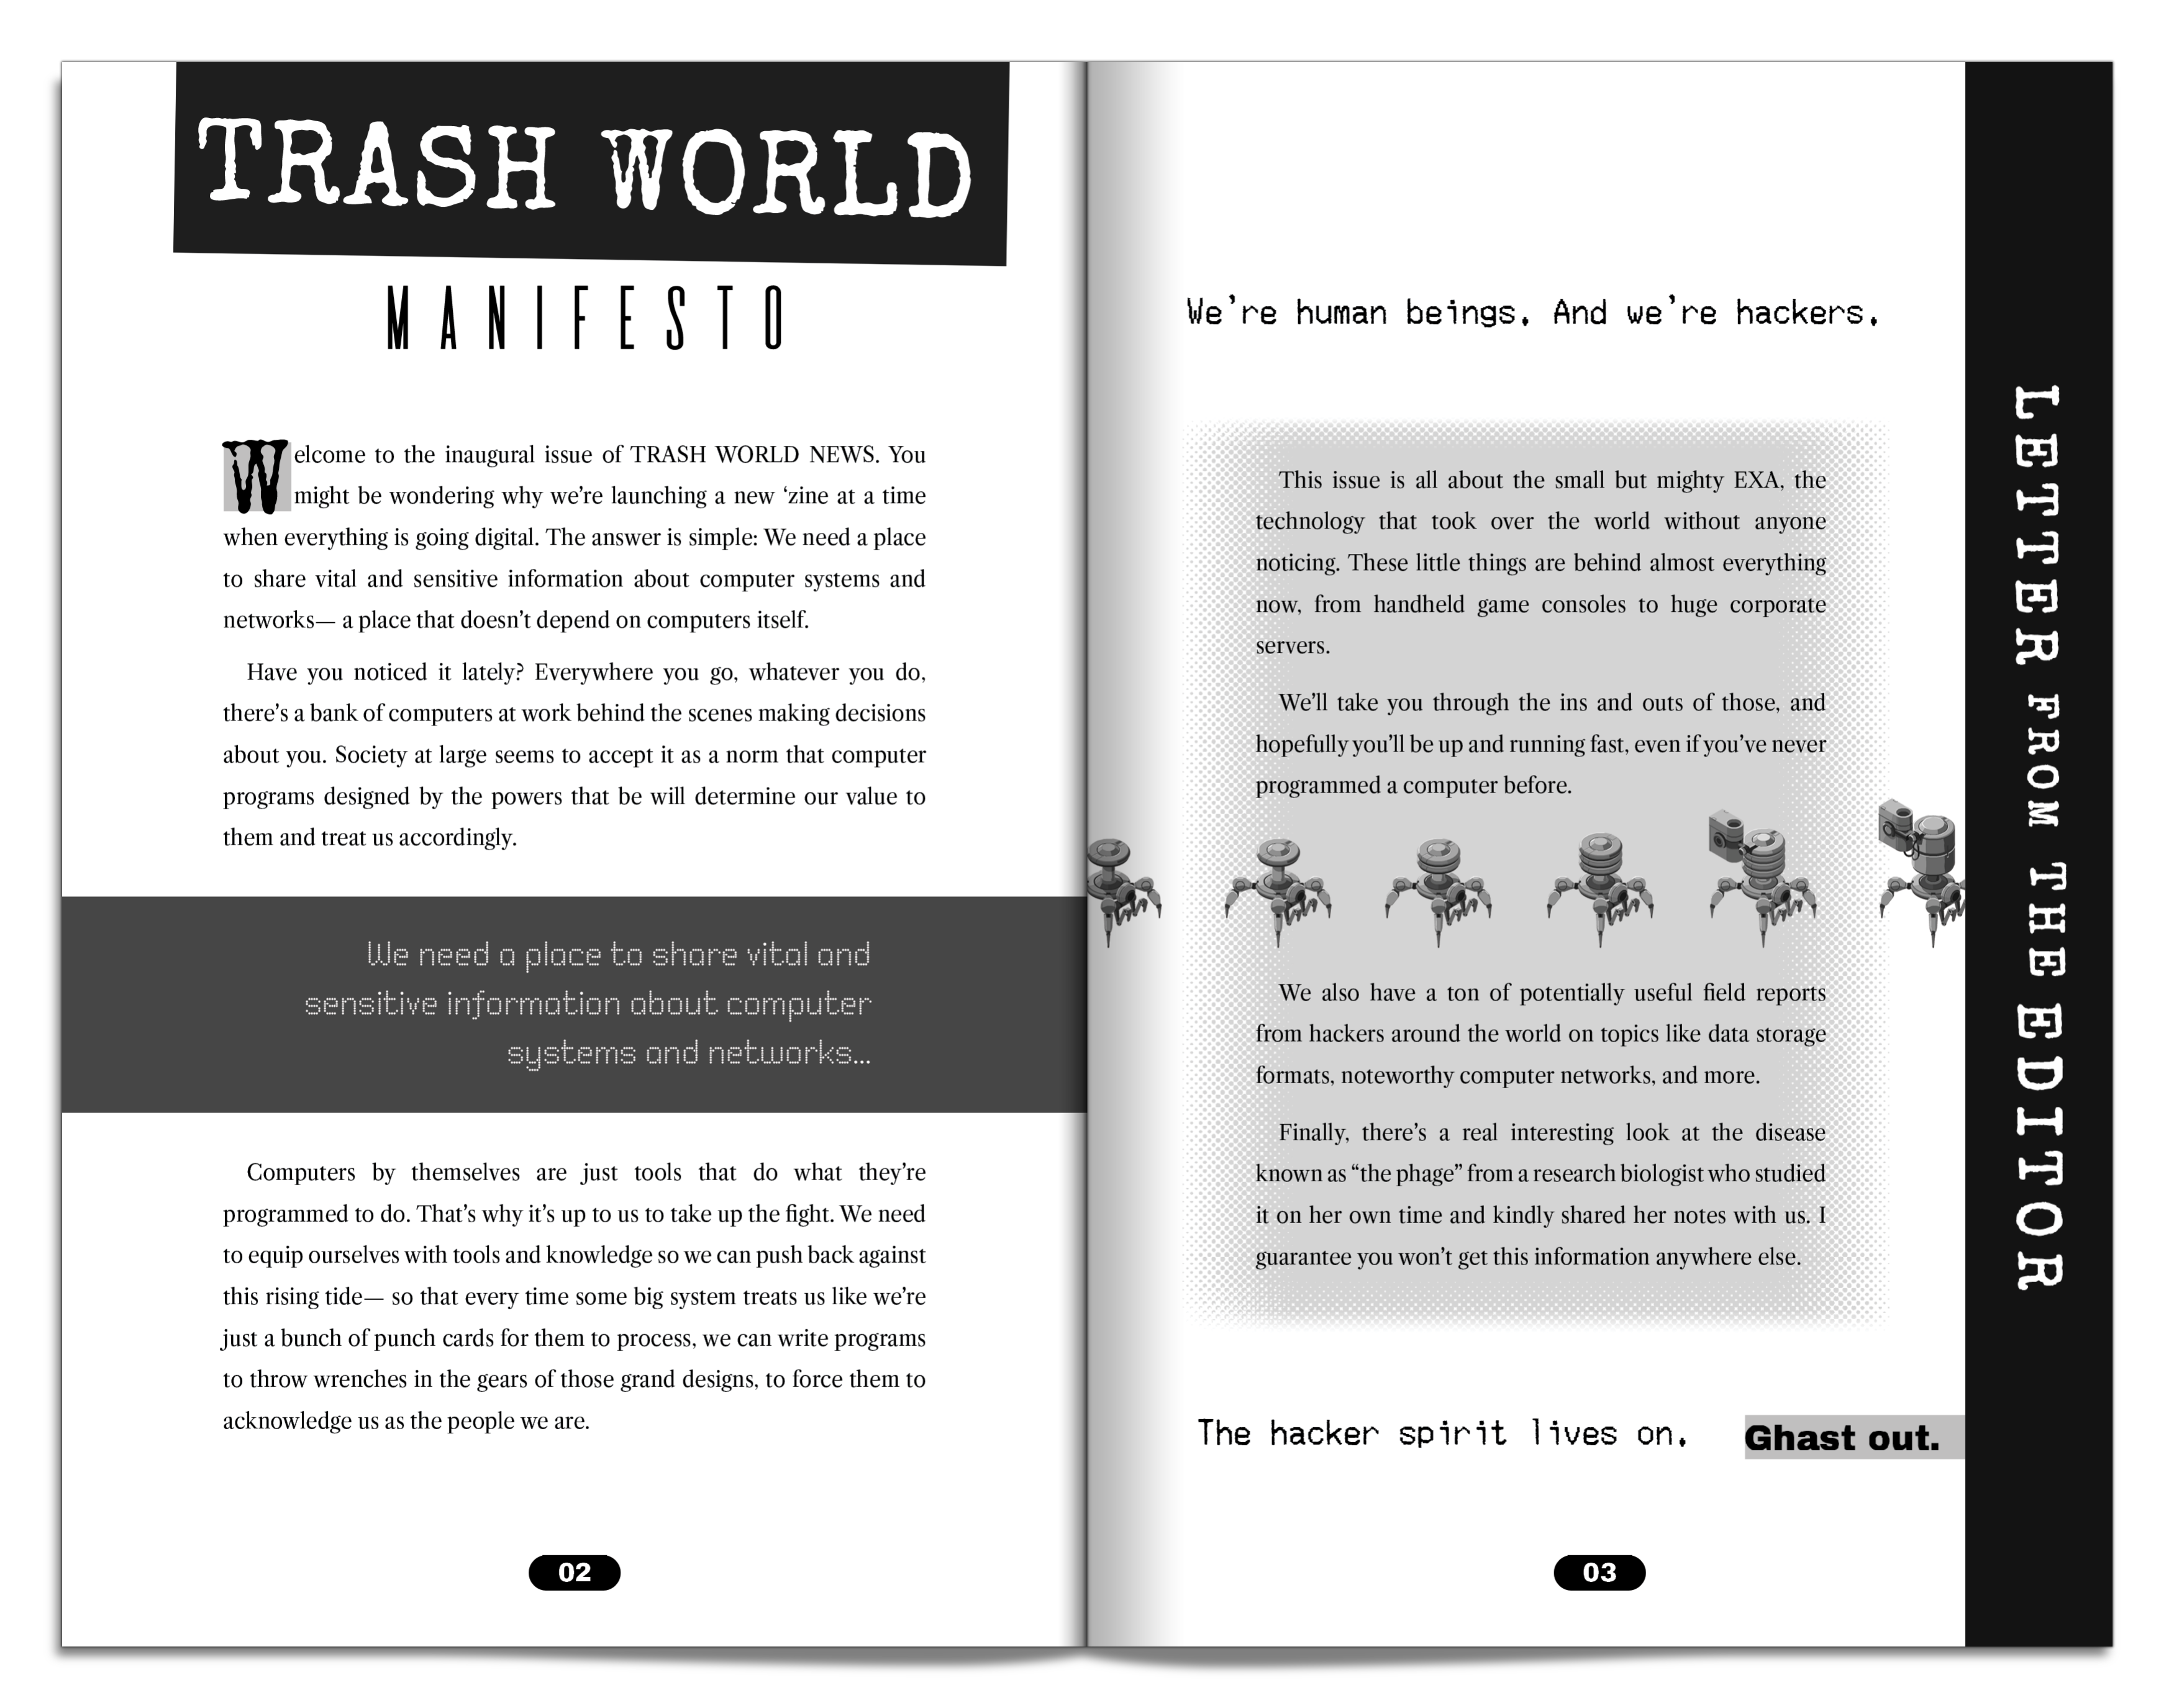 TRASH WORLD
MANIFESTO
Welcome to the inaugural issue of TRASH WORLD NEWS. You
might be wondering why we’re launching a new ‘zine at a time
when everything is going digital. The answer is simple: We need a place
to share vital and sensitive information about computer systems and
networks— a place that doesn’t depend on computers itself.
Have you noticed it lately? Everywhere you go, whatever you do,
there’s a bank of computers at work behind the scenes making decisions
about you. Society at large seems to accept it as a norm that computer
programs designed by the powers that be will determine our value to
them and treat us accordingly.
We need a place to share vital and
sensitive information about computer
systems and networks...
Computers by themselves are just tools that do what they’re
programmed to do. That’s why it’s up to us to take up the fight. We need
to equip ourselves with tools and knowledge so we can push back against
this rising tide— so that every time some big system treats us like we’re
just a bunch of punch cards for them to process, we can write programs
to throw wrenches in the gears of those grand designs, to force them to
acknowledge us as the people we are.
02
We’re human beings. And we’re hackers.
This issue is all about the small but mighty EXA, the
technology that took over the world without anyone
noticing. These little things are behind almost everything
now, from handheld game consoles to huge corporate
servers.
We’ll take you through the ins and outs of those, and
hopefully you’ll be up and running fast, even if you’ve never
programmed a computer before.
We also have a ton of potentially useful field reports
from hackers around the world on topics like data storage
formats, noteworthy computer networks, and more.
Finally, there’s a real interesting look at the disease
known as “the phage” from a research biologist who studied
it on her own time and kindly shared her notes with us. I
guarantee you won’t get this information anywhere else.
The hacker spirit lives on.
Ghast out.
03
LETTER FROM THE EDITOR